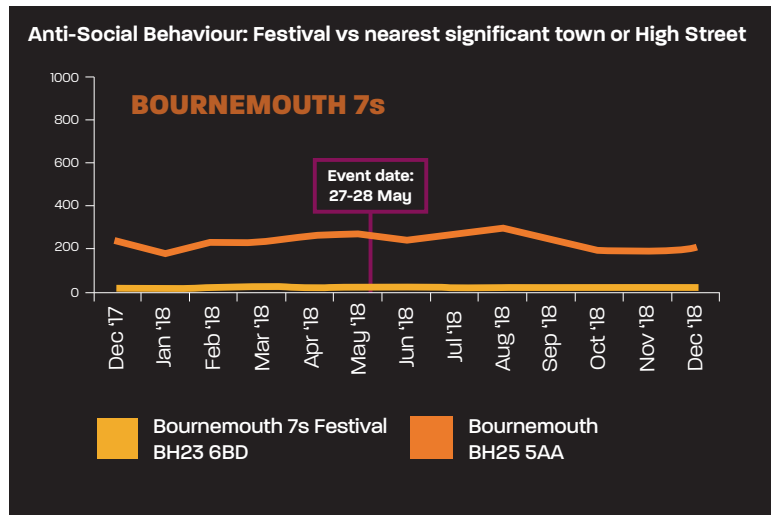 Anti-Social Behaviour: Festival vs nearest significant town or High Street
1000
BOURNEMOUTH 7s
800
600
Event date:
27-28 May
400
200
0
Dec ‘17
Jan ‘18
Feb ‘18
Mar ‘18
Apr ‘18
May ‘18
Jun ‘18
Jul ‘18
Aug ‘18
Sep ‘18
Oct ‘18
Nov ‘18
Dec ‘18
Bournemouth 7s Festival
BH23 6BD
Bournemouth
BH25 5AA